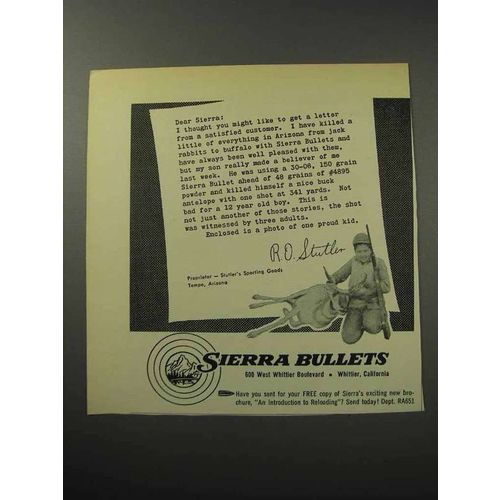 Dear Sierra:
I thought you might like to get a letter
from a satisfied customer. I have killed a
little of everything in Arizona from jack
rabbits to buffalo with Sierra Bullets and
have always been well pleased with them,
but my son really made a believer of me
last week. He was using a 30-06, 150 grain
Sierra Bullet ahead of 48 grains of #4895
powder and killed himself a nice buck
antelope with one shot at 341 yards. Not
bad for a 12 year old boy. This is
not just another of those stories, the shot
was witnessed by three adults.
Enclosed is a photo of one proud kid.
R.O. Stutler
Proprietor — Stutler's Sporting Goods
Tempe, Arizona
SIERRA BULLETS
600 West Whittier Boulevard • Whittier, California
Have you sent for your FREE copy of Sierra's exciting new bro-
chure, "An Introduction to Reloading"? Send today! Dept. RA651